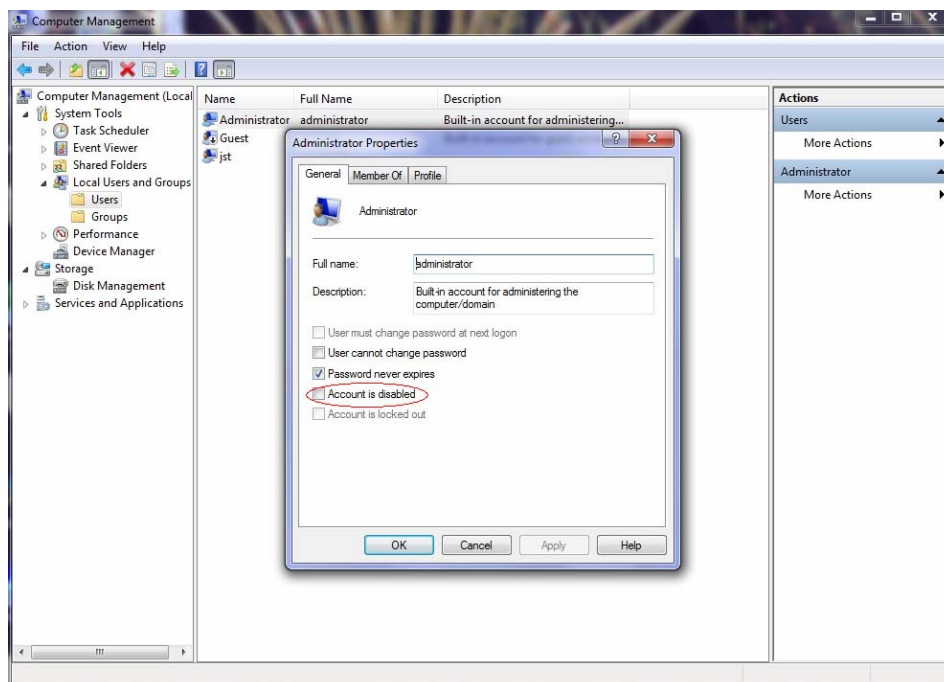 Computer Management
File Action View Help
Computer Management (Local
System Tools
Task Scheduler
Event Viewer
Shared Folders
Local Users and Groups
Users
Groups
Performance
Device Manager
Storage
Disk Management
Services and Applications
Name Full Name Description
Administrator administrator Built-in account for administering...
Guest
jst
Administrator Properties
General Member Of Profile
Administrator
Full name: administrator
Description: Built-in account for administering the
computer/domain
User must change password at next logon
User cannot change password
Password never expires
Account is disabled
Account is locked out
OK Cancel Apply Help
Actions
Users
More Actions
Administrator
More Actions